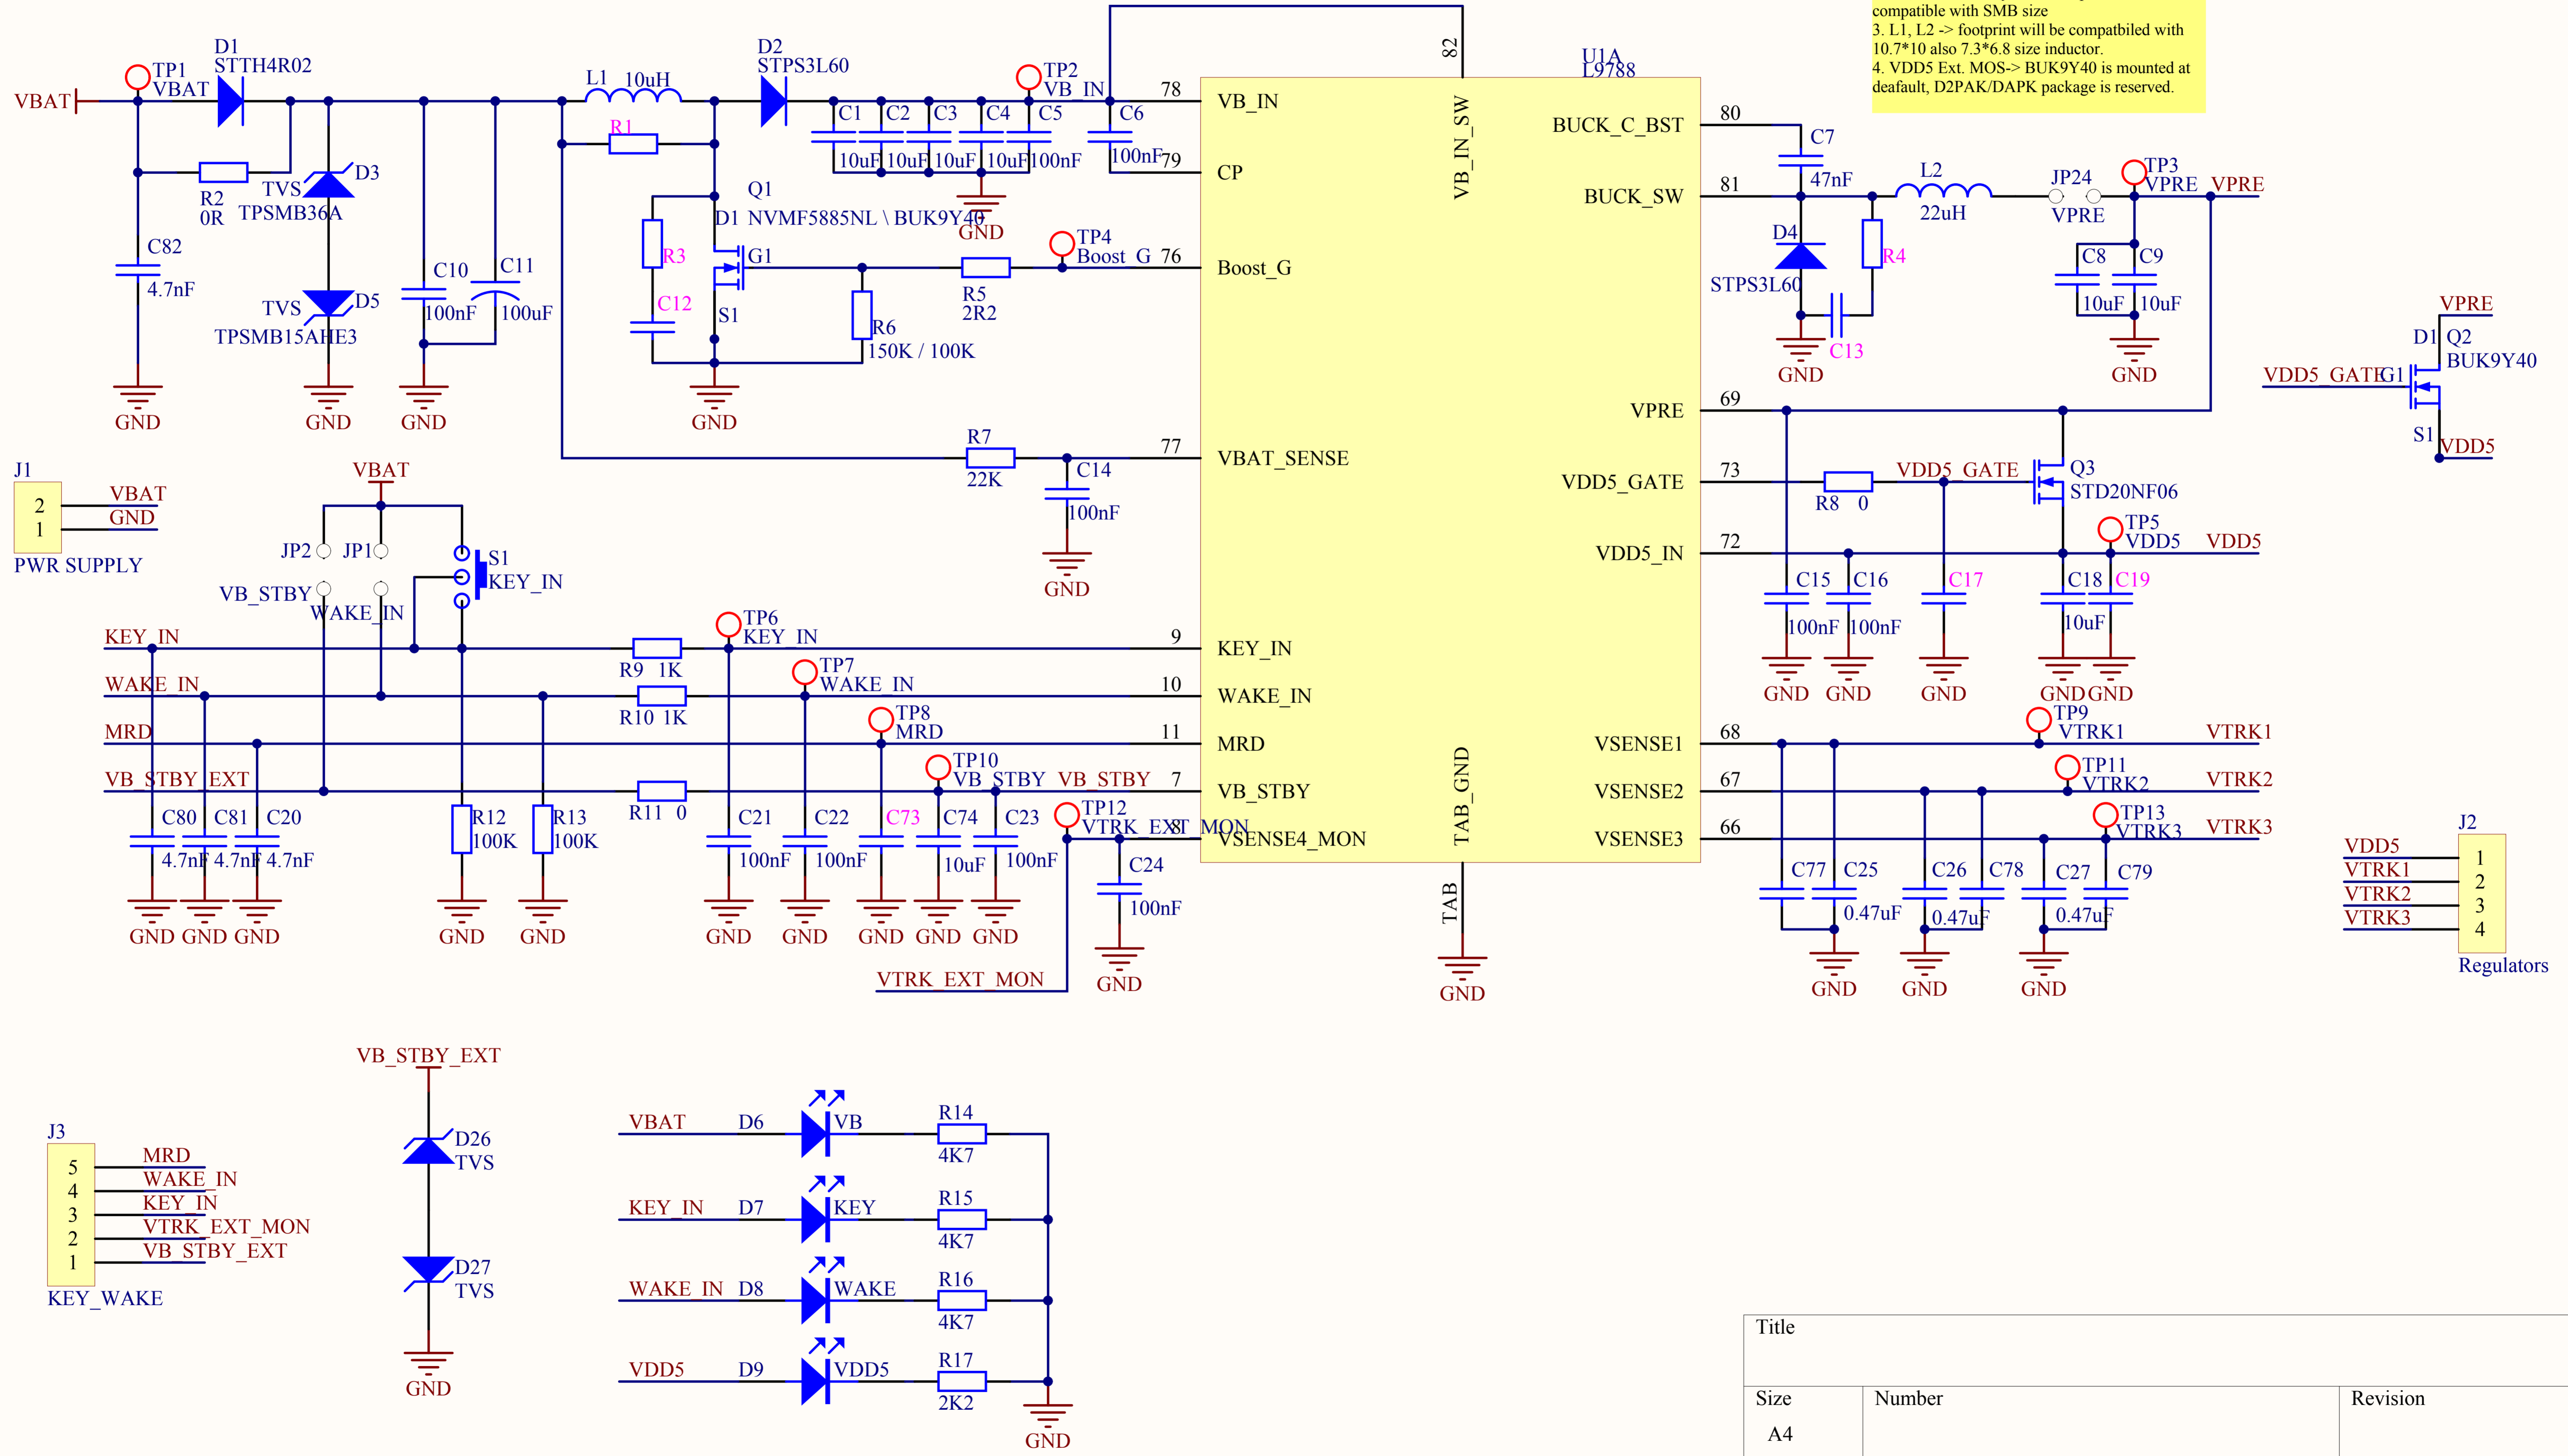 compatible with SMB size
3. L1, L2 -> footprint will be compatbiled with
10.7*10 also 7.3*6.8 size inductor.
4. VDD5 Ext. MOS-> BUK9Y40 is mounted at
deafault, D2PAK/DAPK package is reserved.
VBAT
TP1
VBAT
D1
STTH4R02
R2
0R
TVS
D3
TPSMB36A
C82
4.7nF
TVS
D5
TPSMB15AHE3
C10
100nF
C11
100uF
GND
GND
GND
L1
10uH
R1
D2
STPS3L60
C1
10uF
C2
10uF
C3
10uF
C4
10uF
TP2
VB_IN
C5
100nF
C6
100nF
GND
Q1
D1
NVMF5885NL \ BUK9Y40
G1
S1
R3
C12
R5
2R2
R6
150K / 100K
TP4
Boost_G
GND
R7
22K
C14
100nF
GND
U1A
L9788
78
VB_IN
79
CP
76
Boost_G
77
VBAT_SENSE
9
KEY_IN
10
WAKE_IN
11
MRD
7
VB_STBY
8
VSENSE4_MON
82
VB_IN_SW
TAB_GND
TAB
GND
BUCK_C_BST
80
BUCK_SW
81
VPRE
69
VDD5_GATE
73
VDD5_IN
72
VSENSE1
68
VSENSE2
67
VSENSE3
66
C7
47nF
L2
22uH
JP24
VPRE
TP3
VPRE
VPRE
D4
STPS3L60
R4
C13
GND
C8
10uF
C9
10uF
GND
VPRE
D1
Q2
BUK9Y40
VDD5_GATE
G1
S1
VDD5
R8
0
VDD5_GATE
Q3
STD20NF06
TP5
VDD5
VDD5
C15
100nF
C16
100nF
C17
C18
10uF
C19
GND
GND
GND
GND
GND
TP9
VTRK1
VTRK1
TP11
VTRK2
VTRK2
TP13
VTRK3
VTRK3
C77
C25
0.47uF
C26
C78
0.47uF
C27
C79
0.47uF
GND
GND
GND
J2
VDD5
1
VTRK1
2
VTRK2
3
VTRK3
4
Regulators
J1
2
VBAT
1
GND
PWR SUPPLY
VBAT
JP2
JP1
VB_STBY
WAKE_IN
S1
KEY_IN
KEY_IN
R9
1K
TP6
KEY_IN
WAKE_IN
R10
1K
TP7
WAKE_IN
MRD
TP8
MRD
VB_STBY_EXT
R11
0
TP10
VB_STBY
VB_STBY
TP12
VTRK_EXT_MON
C80
4.7nF
C81
4.7nF
C20
4.7nF
R12
100K
R13
100K
C21
100nF
C22
100nF
C73
C74
10uF
C23
100nF
C24
100nF
GND
GND
GND
GND
GND
GND
GND
GND
GND
GND
GND
VTRK_EXT_MON
J3
5
MRD
4
WAKE_IN
3
KEY_IN
2
VTRK_EXT_MON
1
VB_STBY_EXT
KEY_WAKE
VB_STBY_EXT
D26
TVS
D27
TVS
GND
VBAT
D6
VB
R14
4K7
KEY_IN
D7
KEY
R15
4K7
WAKE_IN
D8
WAKE
R16
4K7
VDD5
D9
VDD5
R17
2K2
GND
Title
Size
A4
Number
Revision